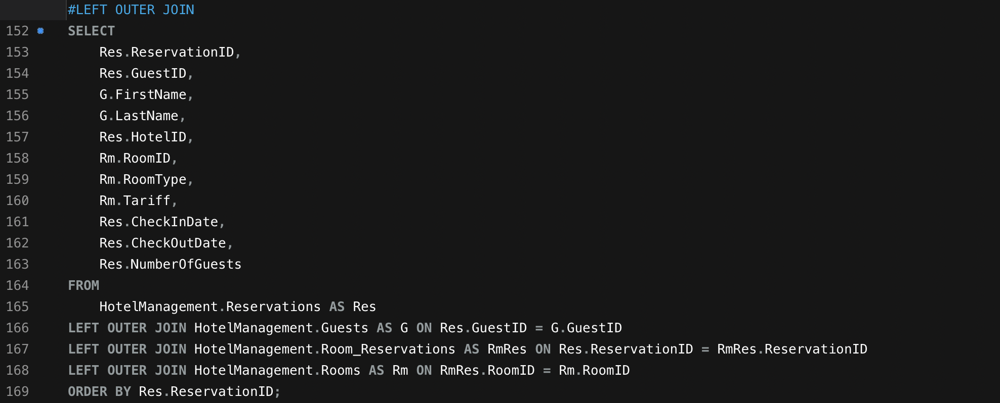 #LEFT OUTER JOIN
152 SELECT
153 Res.ReservationID,
154 Res.GuestID,
155 G.FirstName,
156 G.LastName,
157 Res.HotelID,
158 Rm.RoomID,
159 Rm.RoomType,
160 Rm.Tariff,
161 Res.CheckInDate,
162 Res.CheckOutDate,
163 Res.NumberOfGuests
164 FROM
165 HotelManagement.Reservations AS Res
166 LEFT OUTER JOIN HotelManagement.Guests AS G ON Res.GuestID = G.GuestID
167 LEFT OUTER JOIN HotelManagement.Room_Reservations AS RmRes ON Res.ReservationID = RmRes.ReservationID
168 LEFT OUTER JOIN HotelManagement.Rooms AS Rm ON RmRes.RoomID = Rm.RoomID
169 ORDER BY Res.ReservationID;